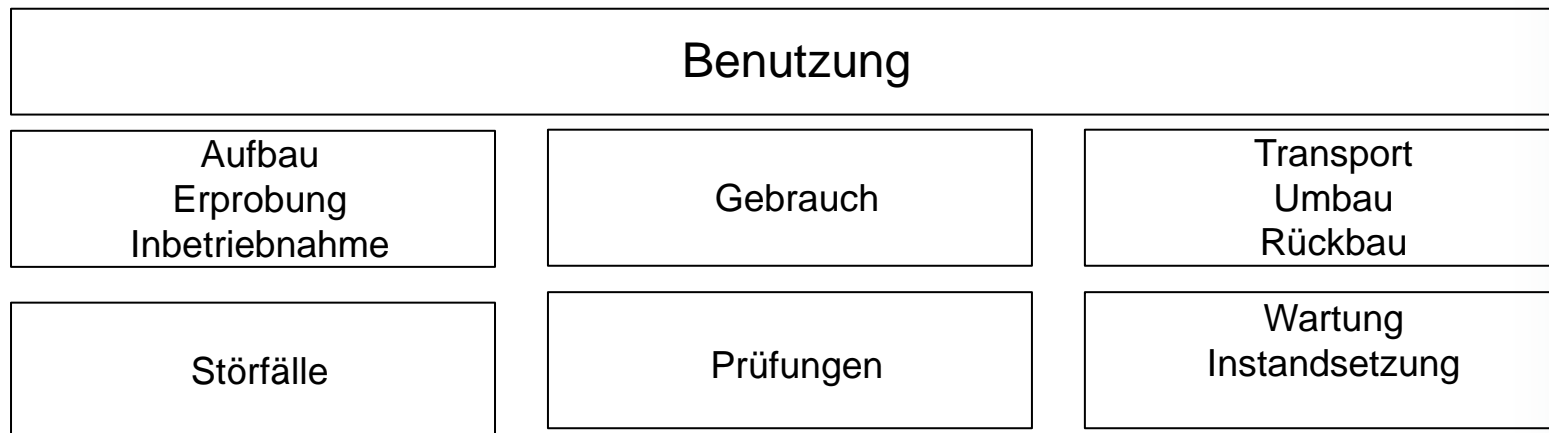 Benutzung
Aufbau
Erprobung
Inbetriebnahme
Gebrauch
Transport
Umbau
Rückbau
Störfälle
Prüfungen
Wartung
Instandsetzung